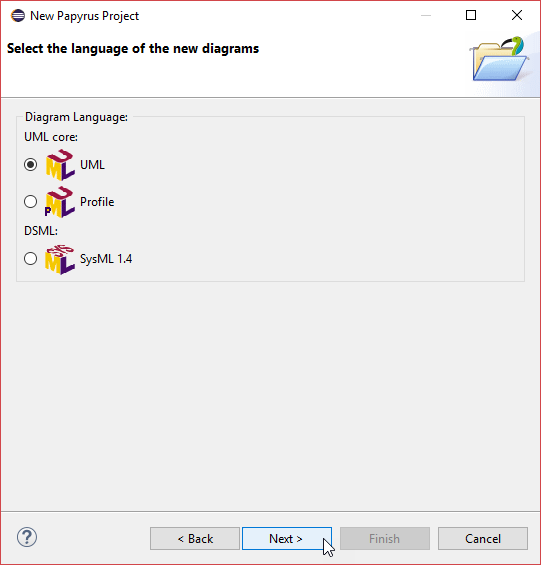 New Papyrus Project
Select the language of the new diagrams
Diagram Language:
UML core:
UML
Profile
DSML:
SysML 1.4
< Back
Next >
Finish
Cancel